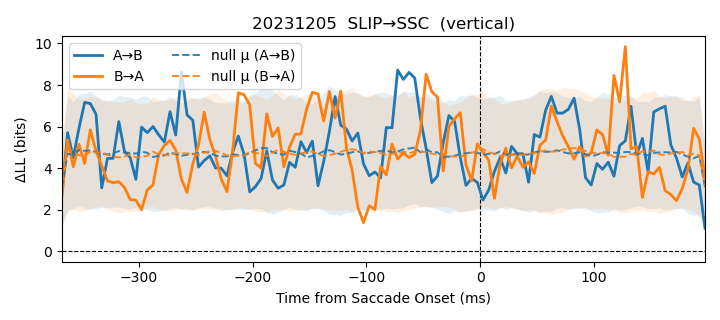 20231205  SLIP→SSC  (vertical)
A→B
B→A
null μ (A→B)
null μ (B→A)
ΔLL (bits)
10
8
6
4
2
0
−300
−200
−100
0
100
Time from Saccade Onset (ms)